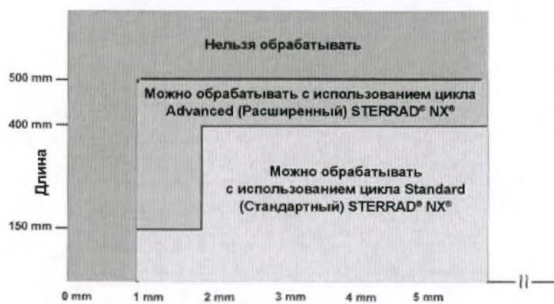 Нельзя обрабатывать
500 mm
Можно обрабатывать с использованием цикла
Advanced (Расширенный) STERRAD® NX®
400 mm
Длина
Можно обрабатывать
с использованием цикла Standard
(Стандартный) STERRAD® NX®
150 mm
0 mm 1 mm 2 mm 3 mm 4 mm 5 mm